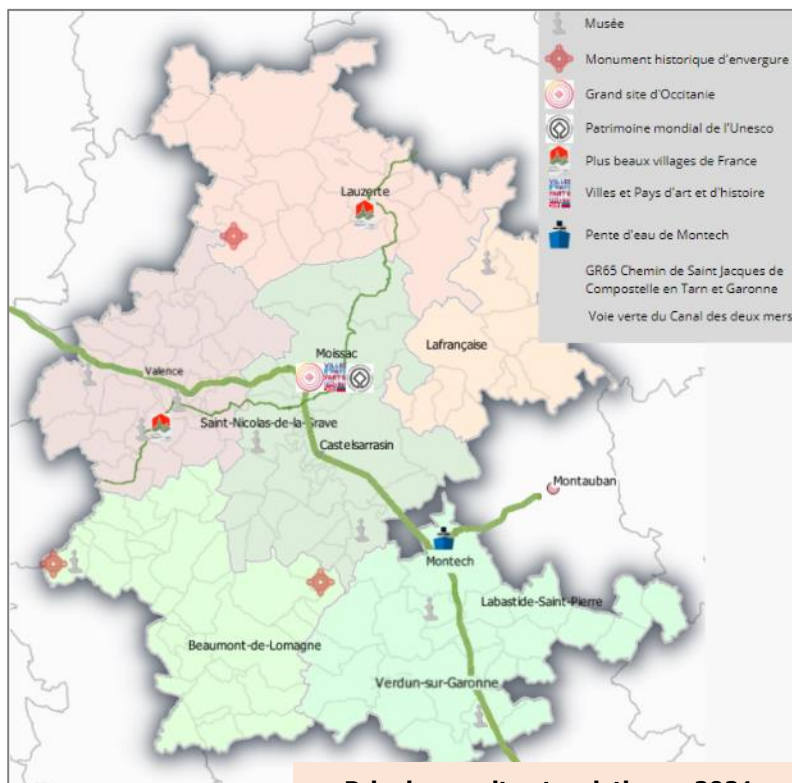 Musée
Monument historique d'envergure
Grand site d'Occitanie
Patrimoine mondial de l'Unesco
Plus beaux villages de France
Villes et Pays d'art et d'histoire
Pente d'eau de Montech
GR65 Chemin de Saint Jacques de
Compostelle en Tarn et Garonne
Voie verte du Canal des deux mers
Lauzerte
Lafrançaise
Moissac
Valence
Saint-Nicolas-de-la-Grave
Castelsarrasin
Montauban
Montech
Labastide-Saint-Pierre
Beaumont-de-Lomagne
Verdun-sur-Garonne